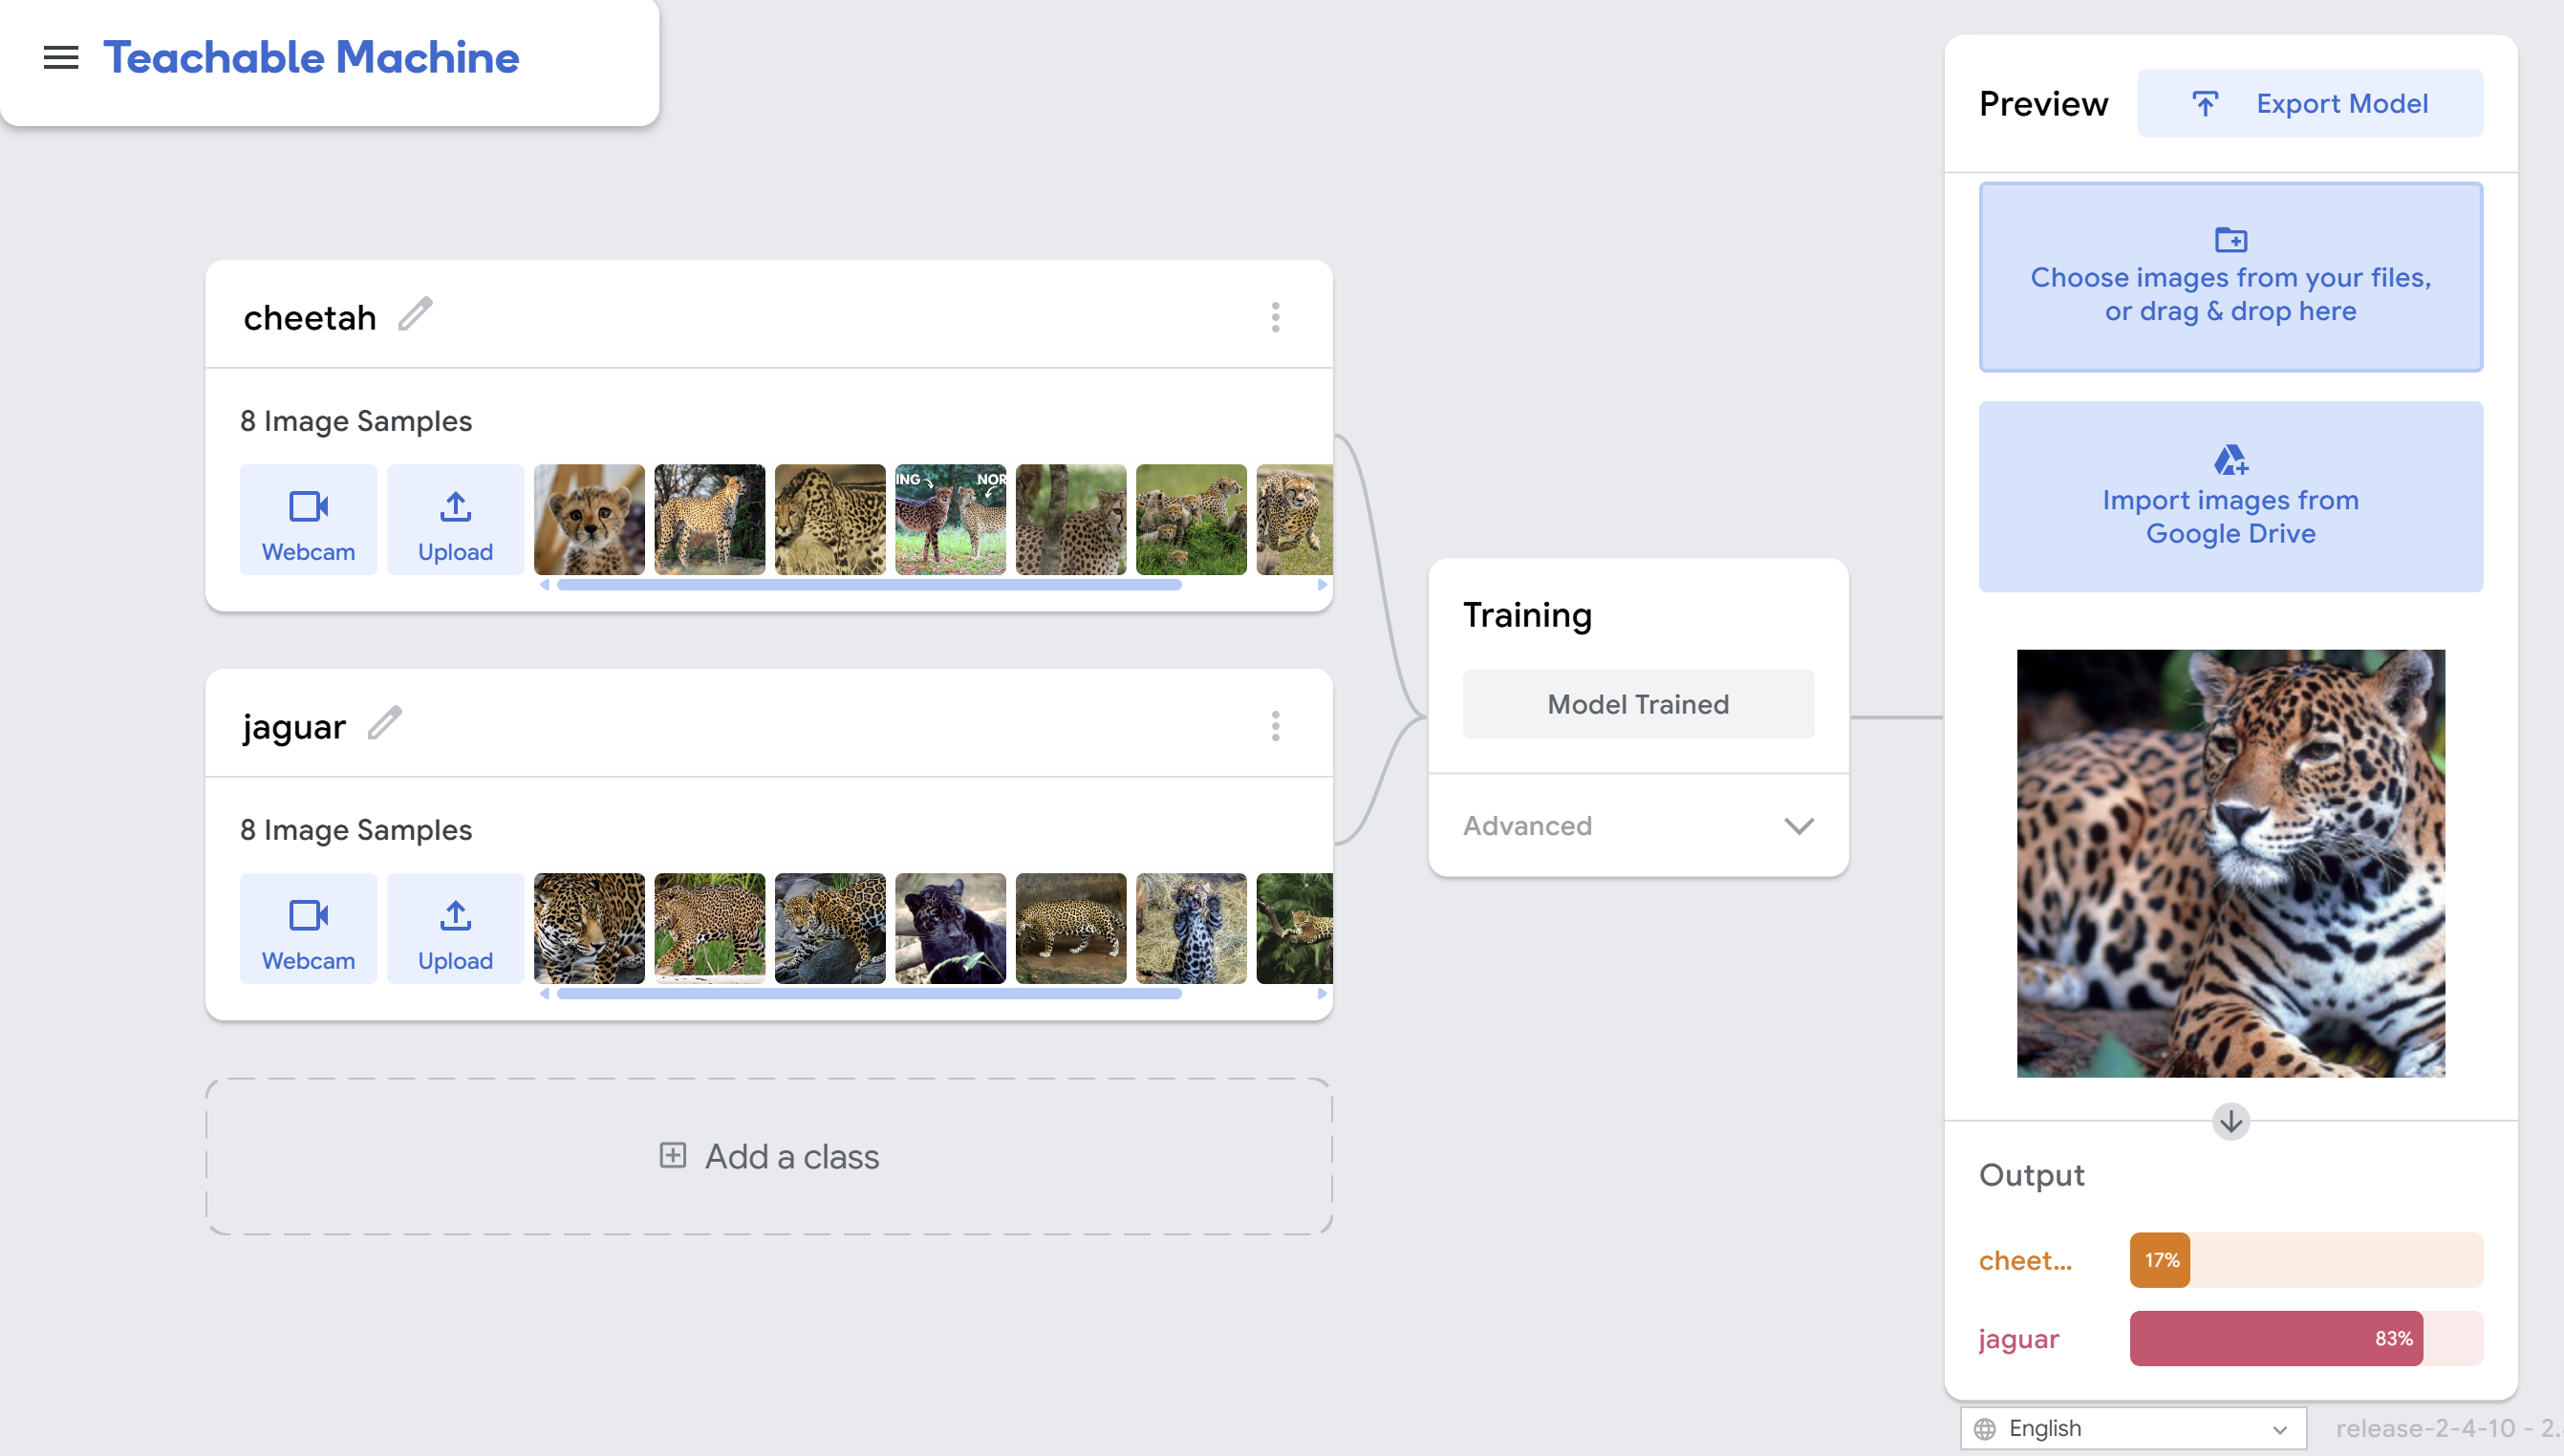 Teachable Machine
cheetah
8 Image Samples
Webcam
Upload
ING
NOR
jaguar
8 Image Samples
Webcam
Upload
Add a class
Training
Model Trained
Advanced
Preview
Export Model
Choose images from your files,
or drag & drop here
Import images from
Google Drive
Output
cheet...
17%
jaguar
83%
English
release-2-4-10 - 2.